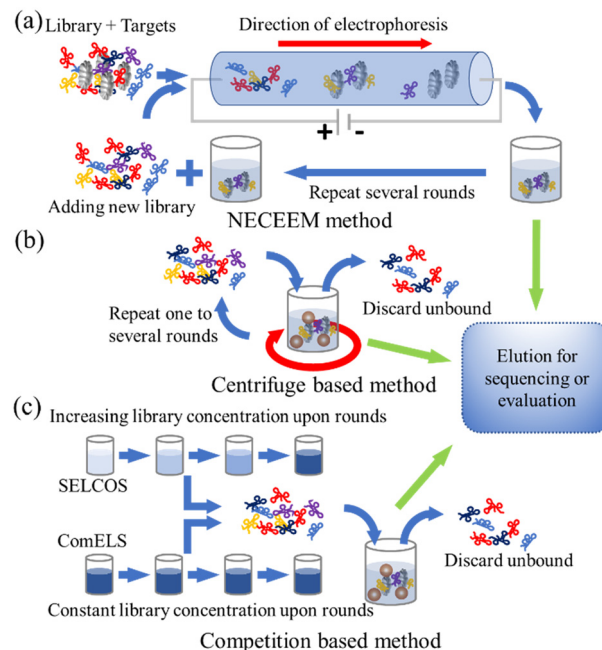 (a)
Library + Targets
Direction of electrophoresis
+ -
+
Adding new library
Repeat several rounds
NECEEM method
(b)
Repeat one to
several rounds
Discard unbound
Centrifuge based method
Elution for
sequencing or
evaluation
(c)
Increasing library concentration upon rounds
SELCOS
ComELS
Discard unbound
Constant library concentration upon rounds
Competition based method